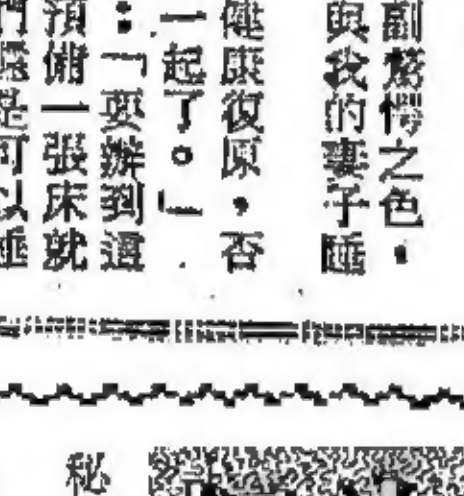 副驚愕之色，
與我的妻子睡
健康復原，否
一起了。」
：「要辦到這
預備一張床就
們還是可以睡
秘